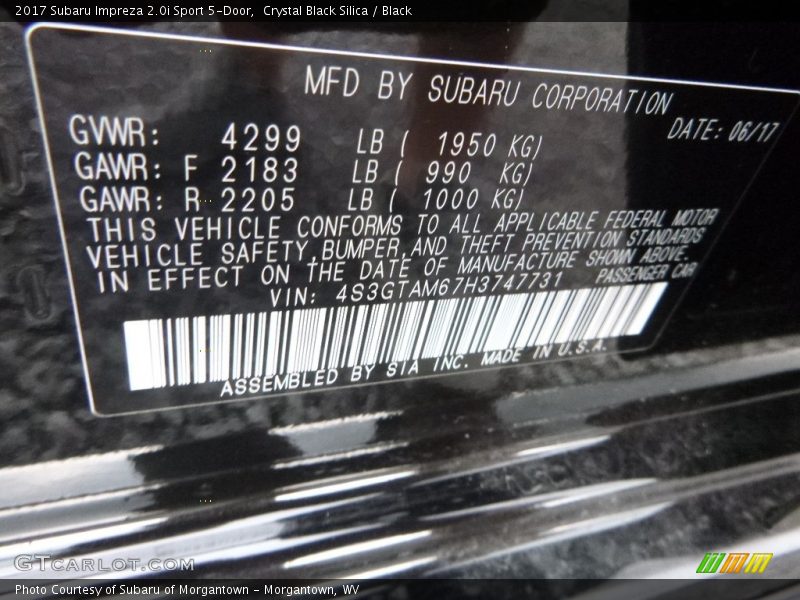 2017 Subaru Impreza 2.0i Sport 5-Door, Crystal Black Silica / Black
MFD BY SUBARU CORPORATION
DATE: 06/17
GVWR: 4299 LB ( 1950 KG)
GAWR: F 2183 LB ( 990 KG)
GAWR: R 2205 LB ( 1000 KG)
THIS VEHICLE CONFORMS TO ALL APPLICABLE FEDERAL MOTOR
VEHICLE SAFETY,BUMPER,AND THEFT PREVENTION STANDARDS
IN EFFECT ON THE DATE OF MANUFACTURE SHOWN ABOVE.
VIN: 4S3GTAM67H3747731 PASSENGER CAR
ASSEMBLED BY SIA INC. MADE IN U.S.A.
GTCARLOT.COM
Photo Courtesy of Subaru of Morgantown - Morgantown, WV